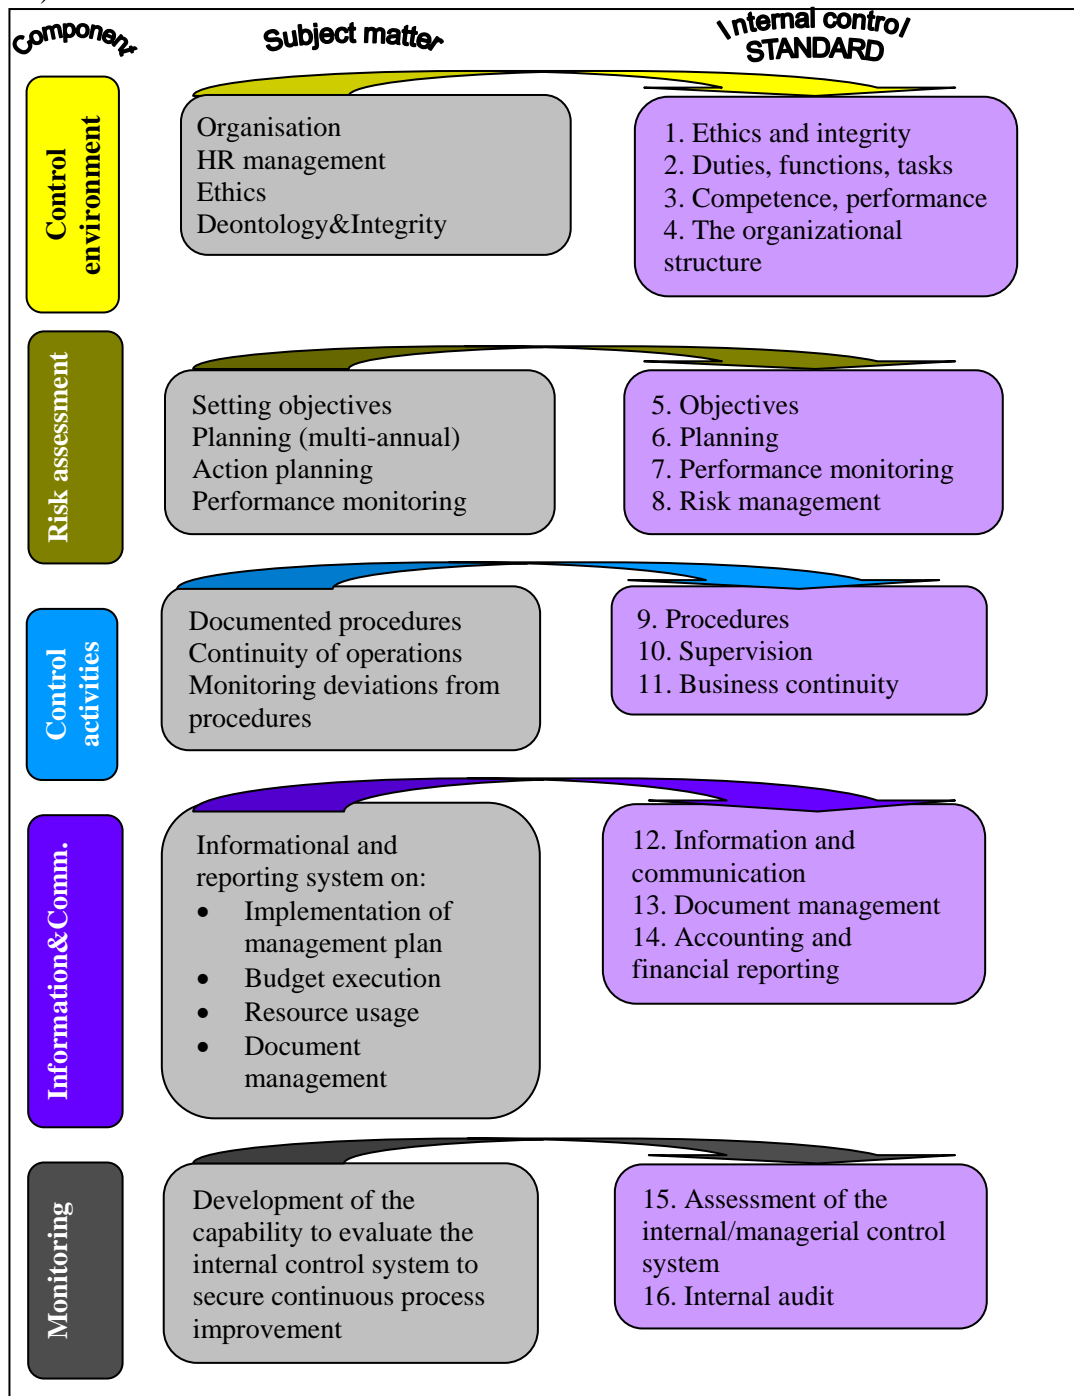 Component
Subject matter
Internal control
STANDARD
Control
environment
Organisation
HR management
Ethics
Deontology&Integrity
1. Ethics and integrity
2. Duties, functions, tasks
3. Competence, performance
4. The organizational
structure
Risk assessment
Setting objectives
Planning (multi-annual)
Action planning
Performance monitoring
5. Objectives
6. Planning
7. Performance monitoring
8. Risk management
Control
activities
Documented procedures
Continuity of operations
Monitoring deviations from
procedures
9. Procedures
10. Supervision
11. Business continuity
Information&Comm.
Informational and
reporting system on:
• Implementation of
management plan
• Budget execution
• Resource usage
• Document
management
12. Information and
communication
13. Document management
14. Accounting and
financial reporting
Monitoring
Development of the
capability to evaluate the
internal control system to
secure continuous process
improvement
15. Assessment of the
internal/managerial control
system
16. Internal audit